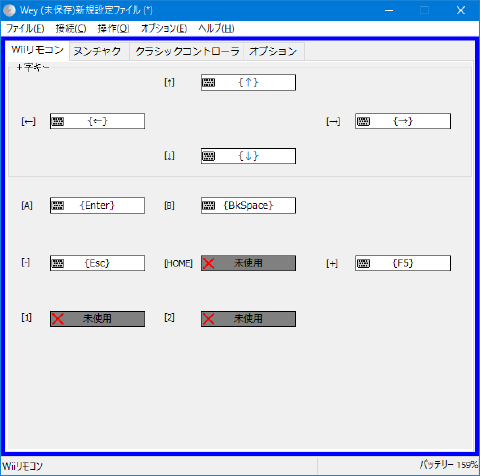 Wey (未保存)新規設定ファイル (*)
ファイル(F) 接続(C) 操作(O) オプション(E) ヘルプ(H)
Wiiリモコン ヌンチャク クラシックコントローラ オプション
十字キー
[↑] {↑}
[←] {←} [→] {→}
[↓] {↓}
[A] {Enter} [B] {BkSpace}
[-] {Esc} [HOME] 未使用 [+] {F5}
[1] 未使用 [2] 未使用
Wiiリモコン バッテリー 159%